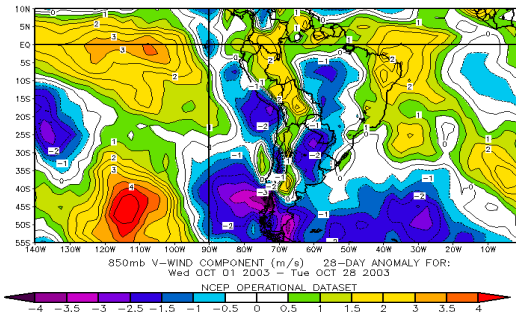 10N
5N
EQ
5S
10S
15S
20S
25S
30S
35S
40S
45S
50S
55S
140W 130W 120W 110W 100W 90W 80W 70W 60W 50W 40W 30W 20W 10W
850mb V-WIND COMPONENT (m/s) 28-DAY ANOMALY FOR:
Wed OCT 01 2003 - Tue OCT 28 2003
NCEP OPERATIONAL DATASET
-4 -3.5 -3 -2.5 -2 -1.5 -1 -0.5 0 0.5 1 1.5 2 2.5 3 3.5 4